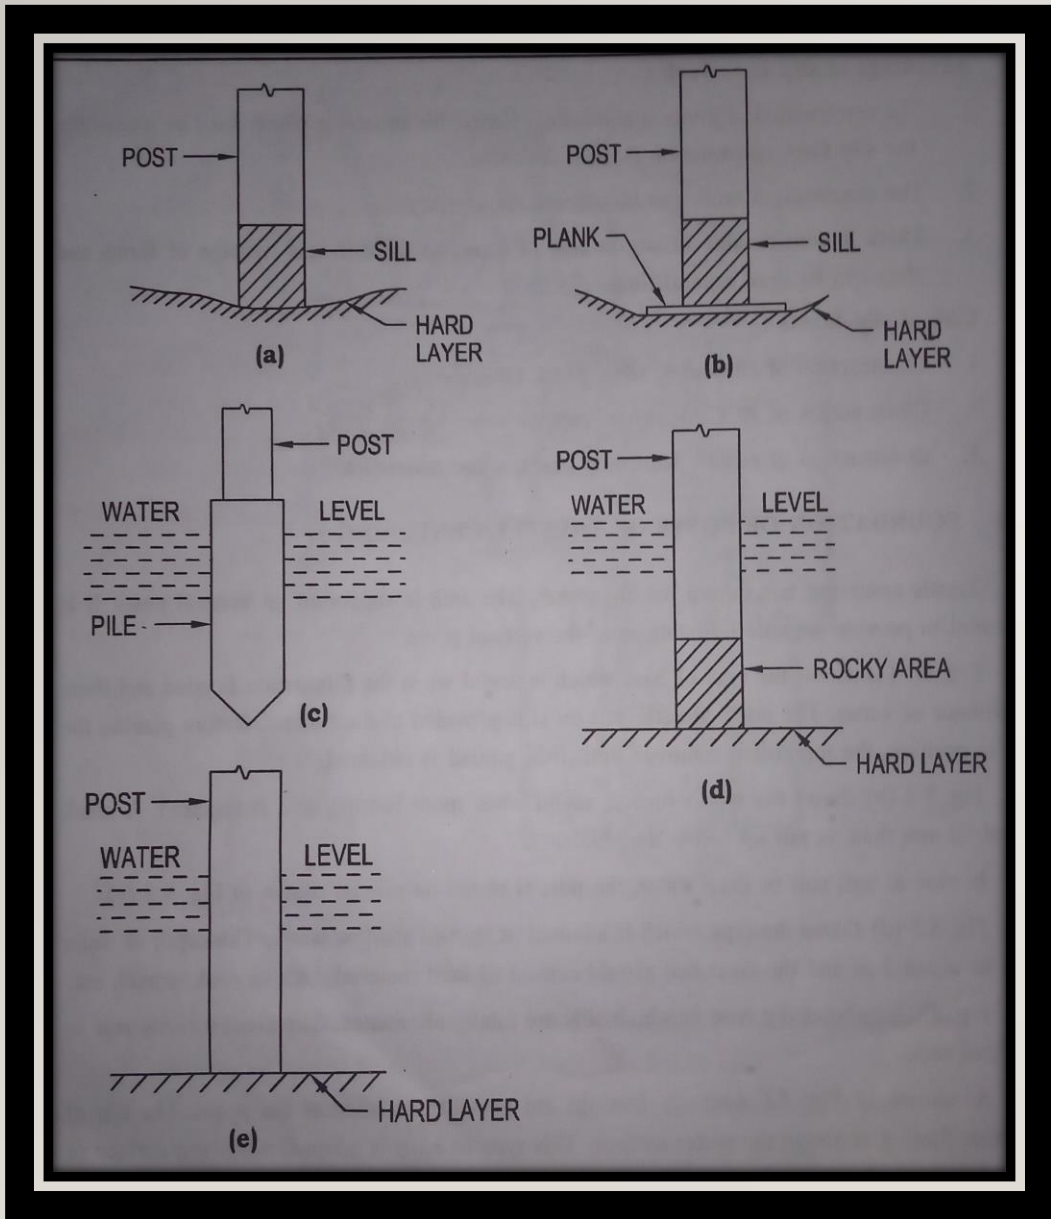 POST
SILL
HARD
LAYER
(a)
POST
PLANK
SILL
HARD
LAYER
(b)
POST
WATER LEVEL
PILE
(c)
POST
WATER LEVEL
ROCKY AREA
HARD LAYER
(d)
POST
WATER LEVEL
HARD LAYER
(e)